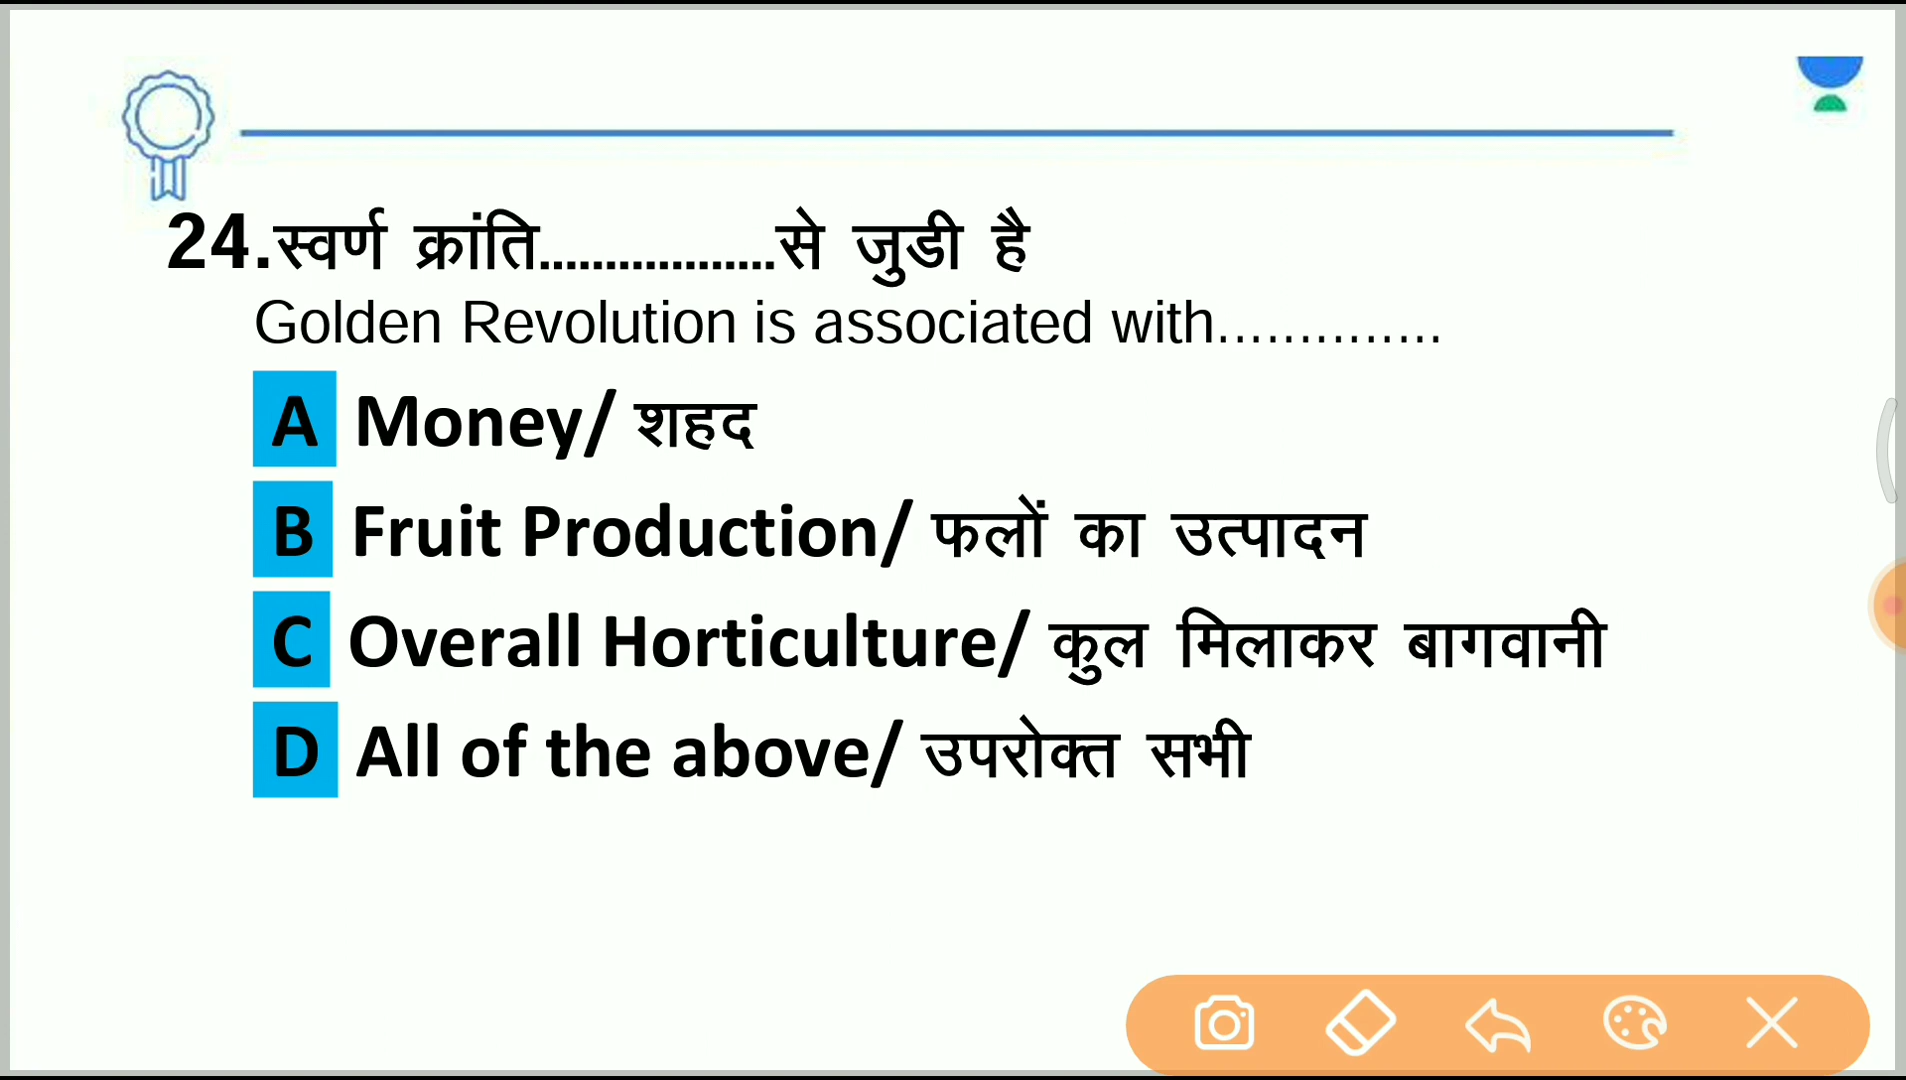 24.स्वर्ण क्रांति..................से जुडी है
Golden Revolution is associated with..............
A Money/ शहद
B Fruit Production/ फलों का उत्पादन
C Overall Horticulture/ कुल मिलाकर बागवानी
D All of the above/ उपरोक्त सभी